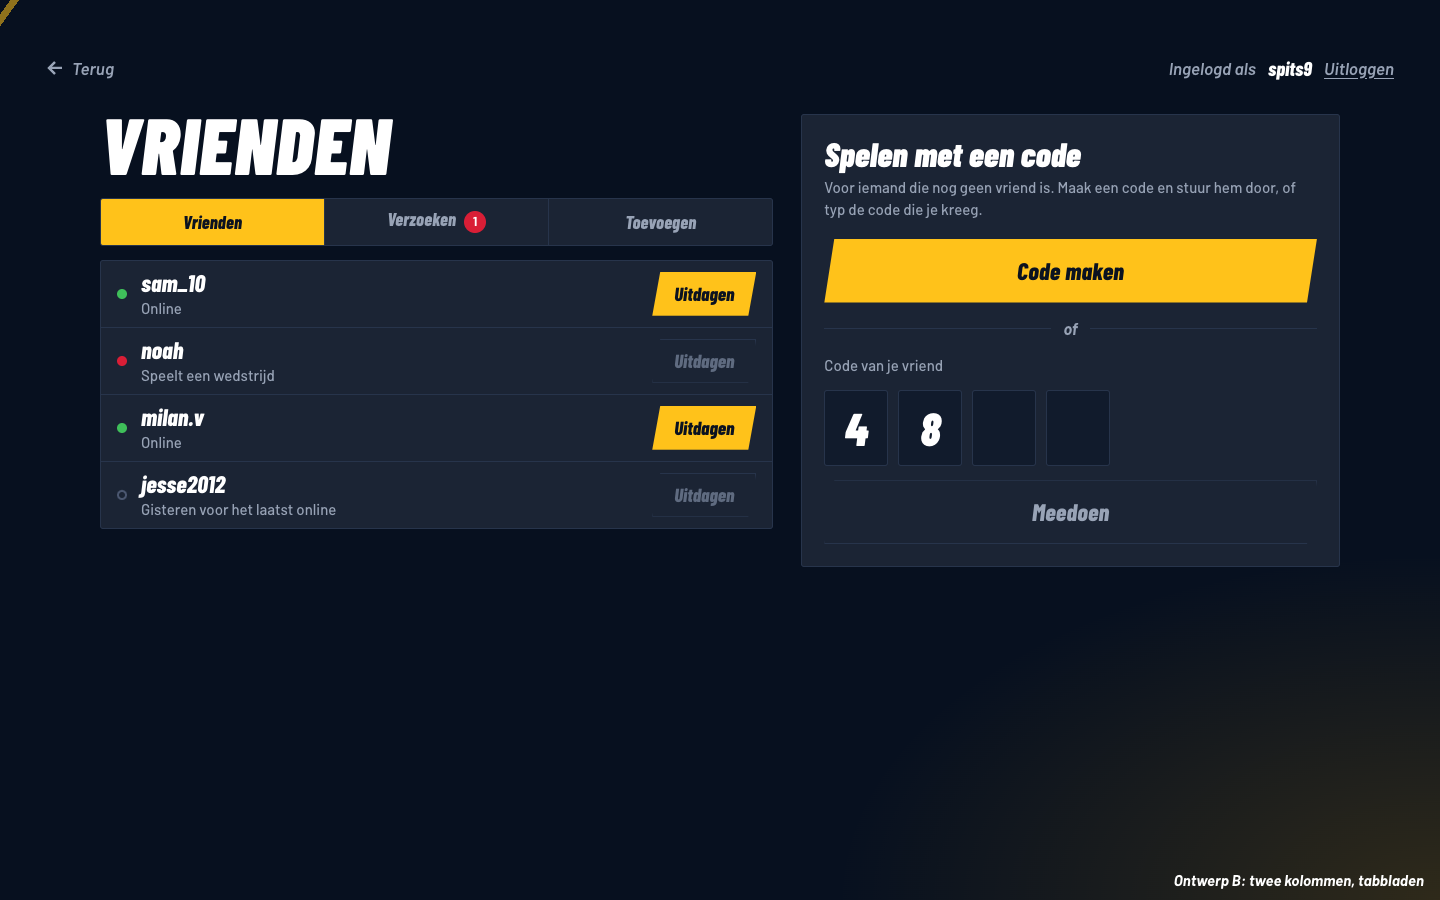 Terug
Ingelogd als spits9 Uitloggen
VRIENDEN
Vrienden
Verzoeken 1
Toevoegen
sam_10
Online
Uitdagen
noah
Speelt een wedstrijd
Uitdagen
milan.v
Online
Uitdagen
jesse2012
Gisteren voor het laatst online
Uitdagen
Spelen met een code
Voor iemand die nog geen vriend is. Maak een code en stuur hem door, of
typ de code die je kreeg.
Code maken
of
Code van je vriend
4 8
Meedoen
Ontwerp B: twee kolommen, tabbladen